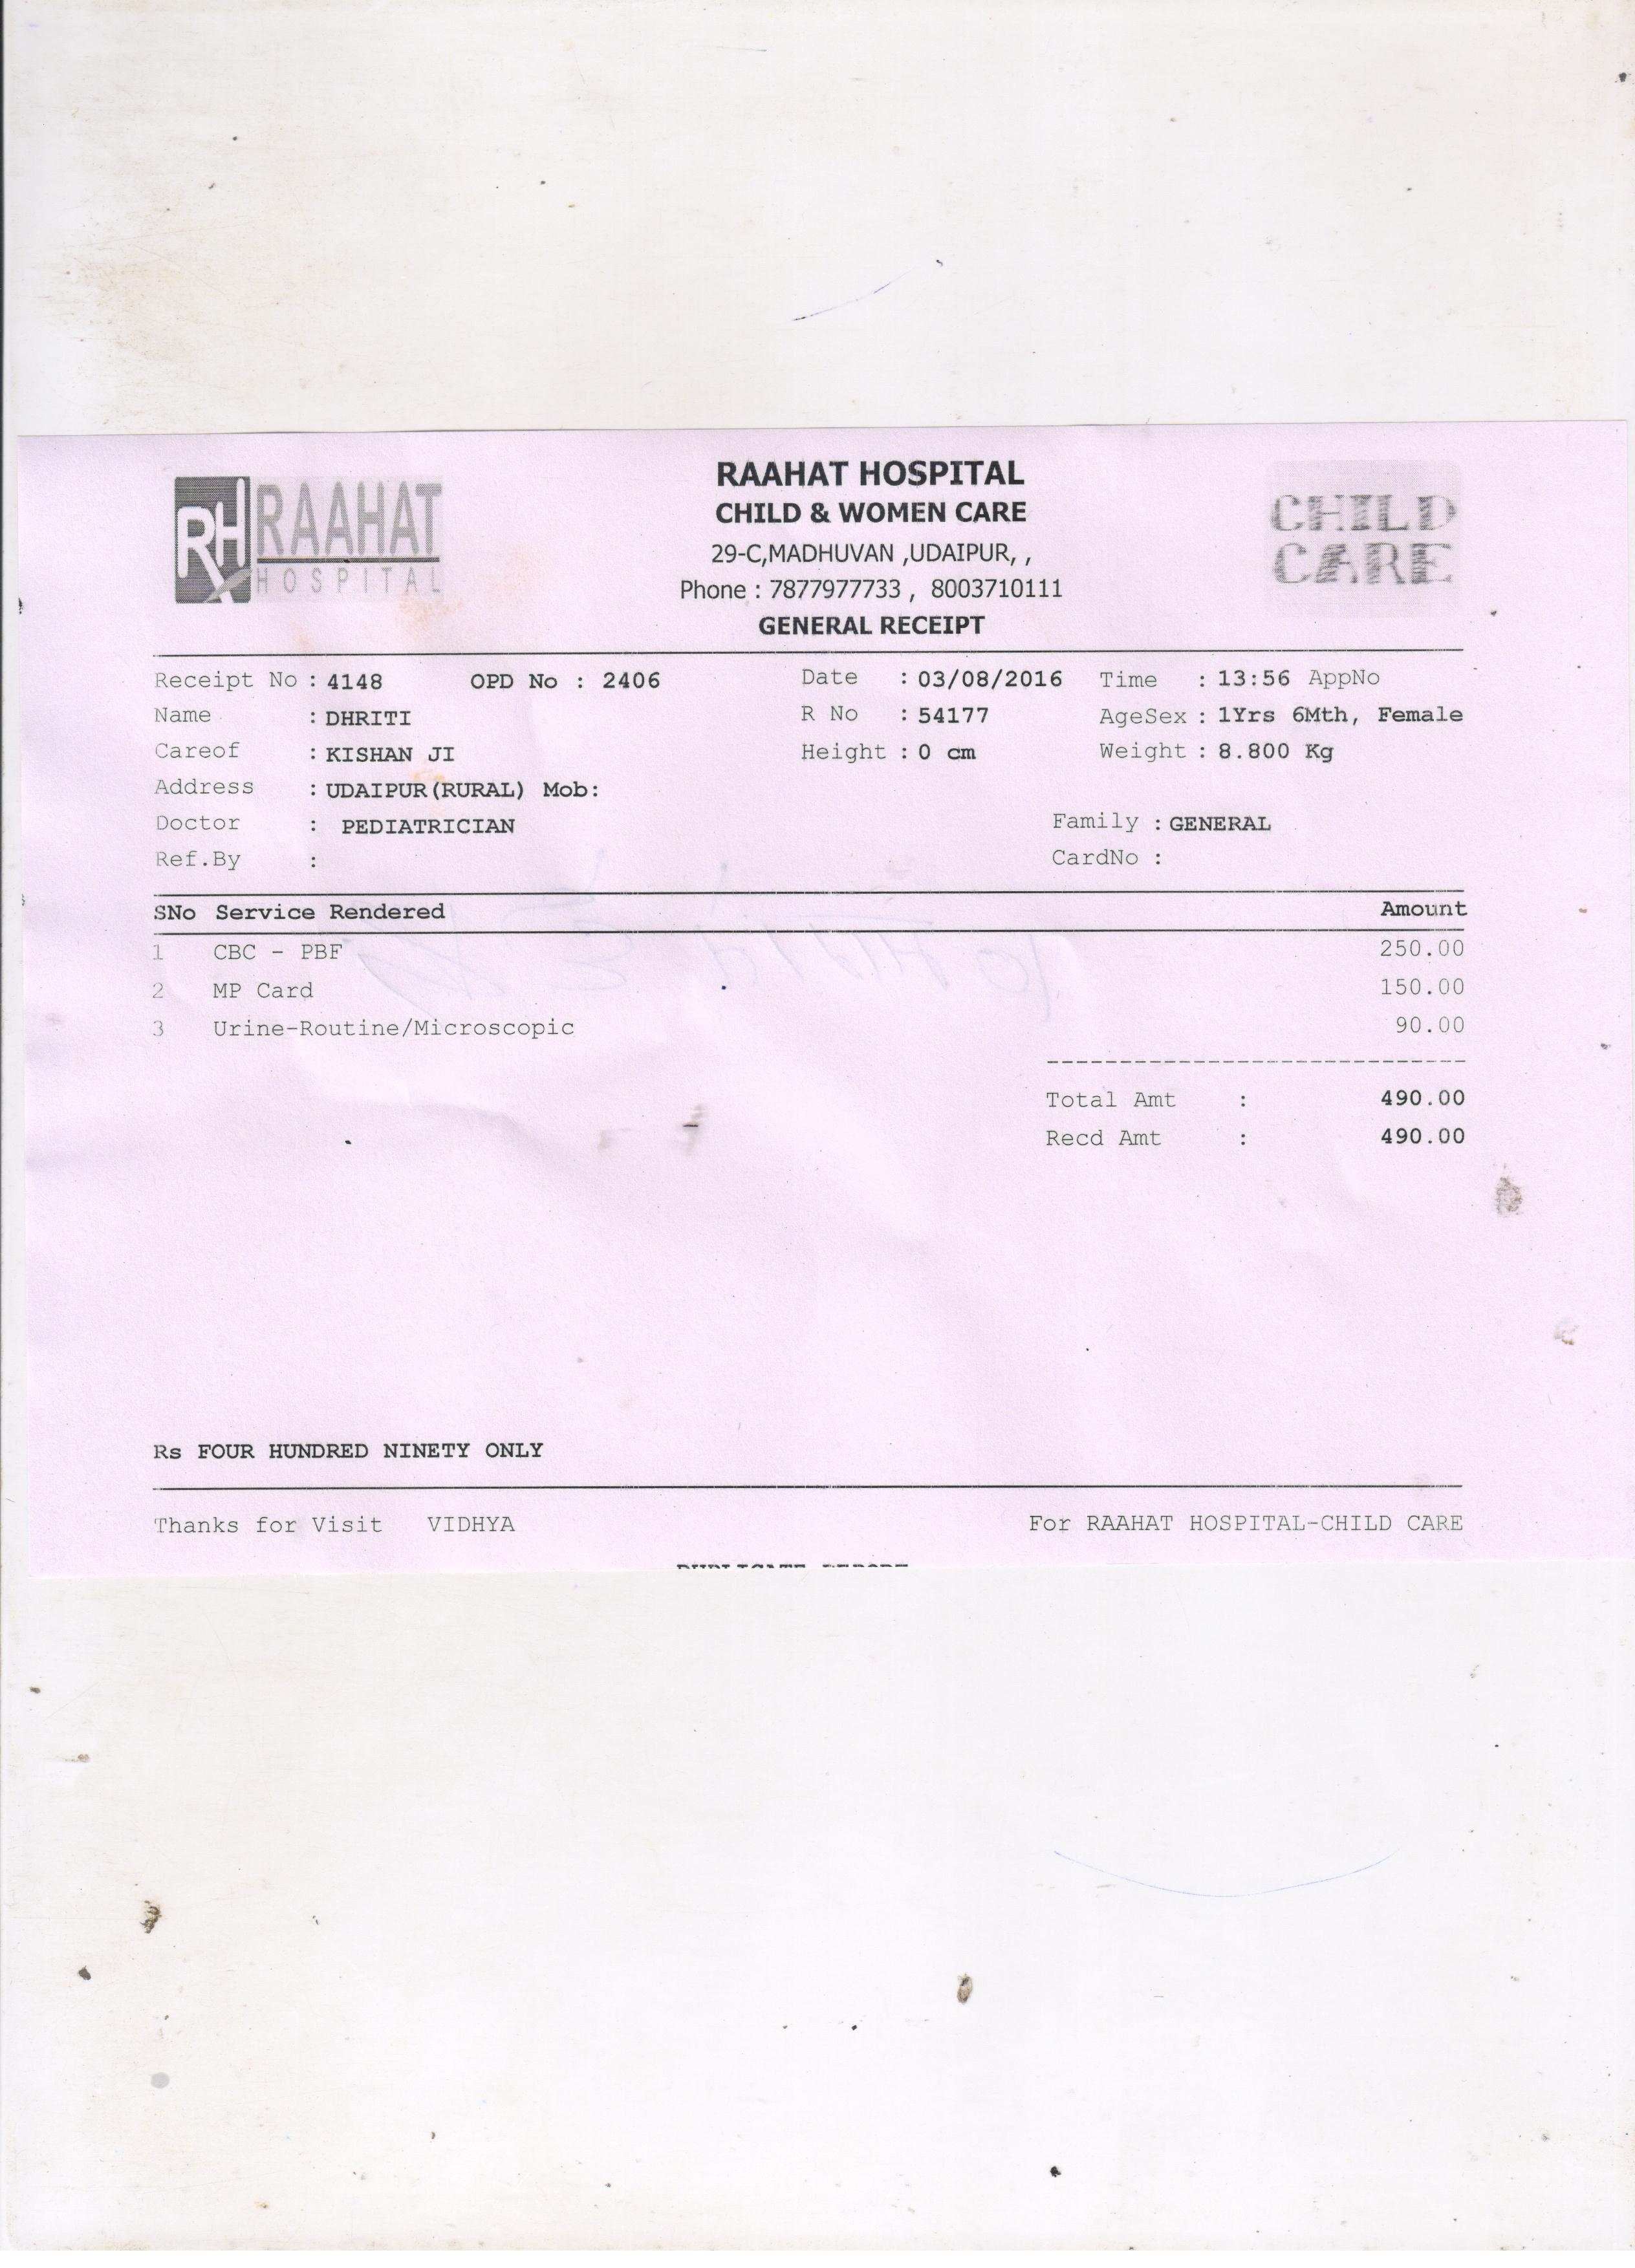 RH RAAHAT HOSPITAL
RAAHAT HOSPITAL
CHILD & WOMEN CARE
29-C,MADHUVAN ,UDAIPUR, ,
Phone : 7877977733 , 8003710111
GENERAL RECEIPT
CHILD
CARE
Receipt No : 4148 OPD No : 2406 Date : 03/08/2016 Time : 13:56 AppNo
Name : DHRITI R No : 54177 AgeSex : 1Yrs 6Mth, Female
Careof : KISHAN JI Height : 0 cm Weight : 8.800 Kg
Address : UDAIPUR(RURAL) Mob:
Doctor : PEDIATRICIAN Family : GENERAL
Ref.By : CardNo :
SNo Service Rendered Amount
1 CBC - PBF 250.00
2 MP Card 150.00
3 Urine-Routine/Microscopic 90.00
Total Amt : 490.00
Recd Amt : 490.00
Rs FOUR HUNDRED NINETY ONLY
Thanks for Visit VIDHYA For RAAHAT HOSPITAL-CHILD CARE